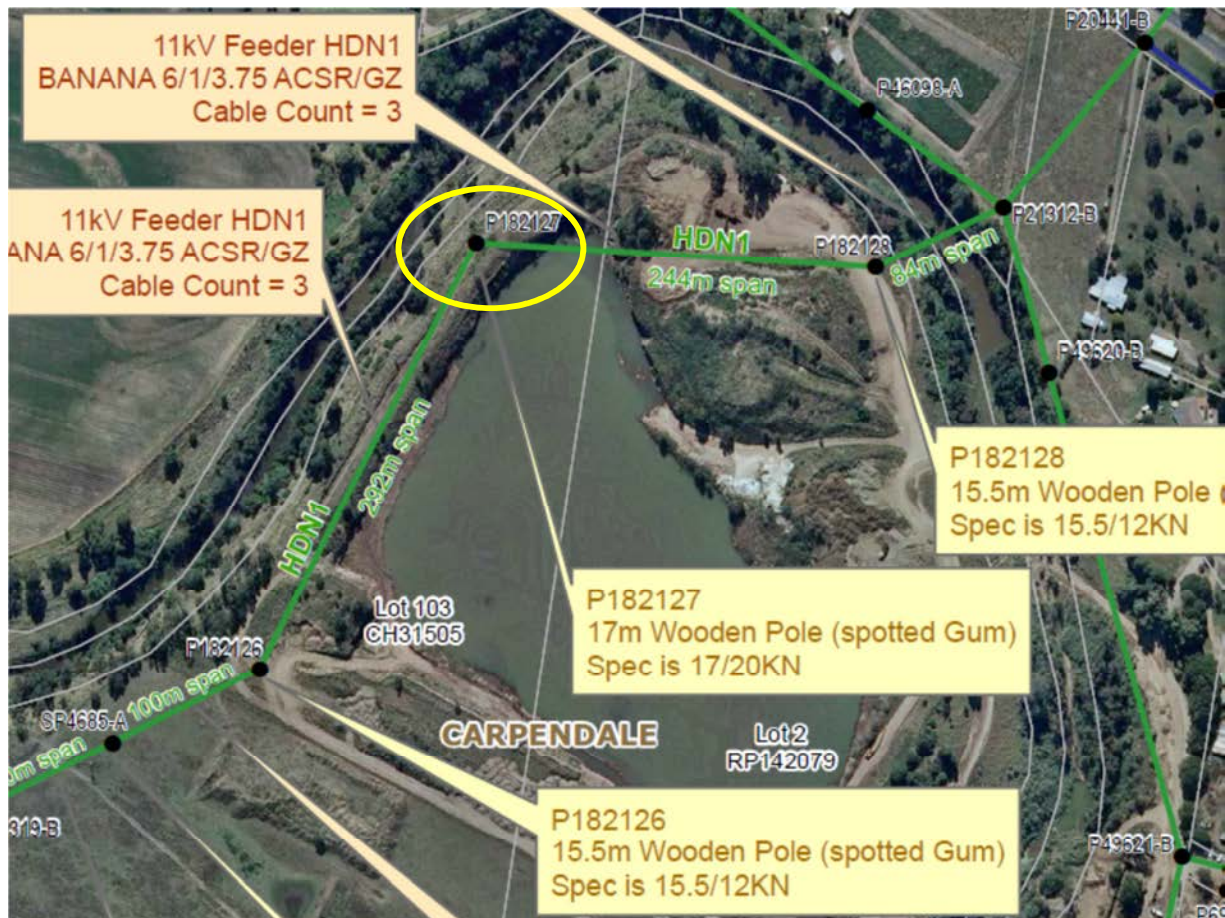 11kV Feeder HDN1
BANANA 6/1/3.75 ACSR/GZ
Cable Count = 3
P20441-B
P46098-A
11kV Feeder HDN1
ANA 6/1/3.75 ACSR/GZ
Cable Count = 3
P182127
HDN1
244m span
P182128
84m span
P21312-B
P49620-B
292m span
HDN1
P182128
15.5m Wooden Pole (
Spec is 15.5/12KN
P182127
17m Wooden Pole (spotted Gum)
Spec is 17/20KN
Lot 103
CH31505
P182126
100m span
SP4685-A
m span
319-B
CARPENDALE
Lot 2
RP142079
P182126
15.5m Wooden Pole (spotted Gum)
Spec is 15.5/12KN
P49621-B